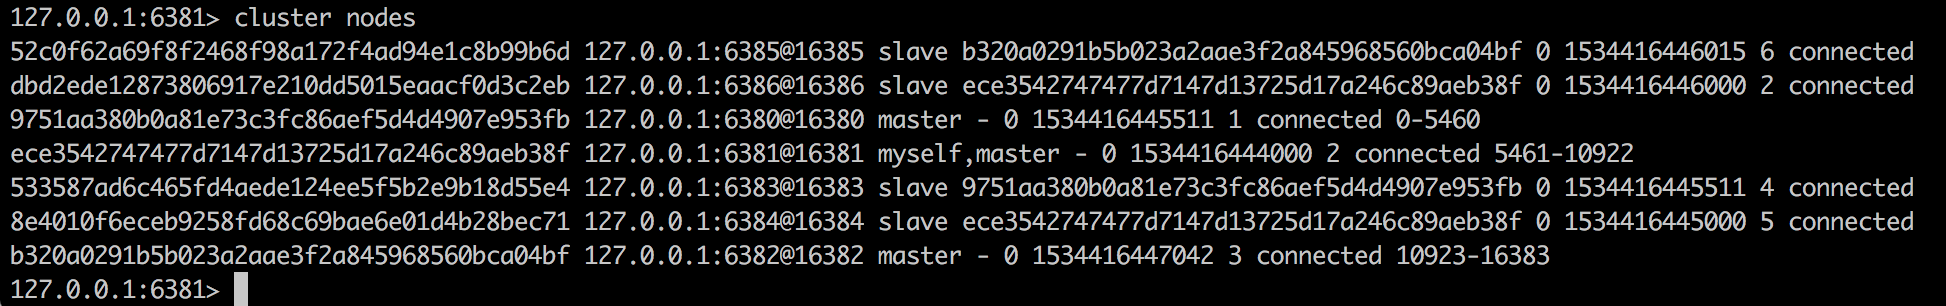 127.0.0.1:6381> cluster nodes
52c0f62a69f8f2468f98a172f4ad94e1c8b99b6d 127.0.0.1:6385@16385 slave b320a0291b5b023a2aae3f2a845968560bca04bf 0 1534416446015 6 connected
dbd2ede12873806917e210dd5015eaacf0d3c2eb 127.0.0.1:6386@16386 slave ece3542747477d7147d13725d17a246c89aeb38f 0 1534416446000 2 connected
9751aa380b0a81e73c3fc86aef5d4d4907e953fb 127.0.0.1:6380@16380 master - 0 1534416445511 1 connected 0-5460
ece3542747477d7147d13725d17a246c89aeb38f 127.0.0.1:6381@16381 myself,master - 0 1534416444000 2 connected 5461-10922
533587ad6c465fd4aede124ee5f5b2e9b18d55e4 127.0.0.1:6383@16383 slave 9751aa380b0a81e73c3fc86aef5d4d4907e953fb 0 1534416445511 4 connected
8e4010f6eceb9258fd68c69bae6e01d4b28bec71 127.0.0.1:6384@16384 slave ece3542747477d7147d13725d17a246c89aeb38f 0 1534416445000 5 connected
b320a0291b5b023a2aae3f2a845968560bca04bf 127.0.0.1:6382@16382 master - 0 1534416447042 3 connected 10923-16383
127.0.0.1:6381>